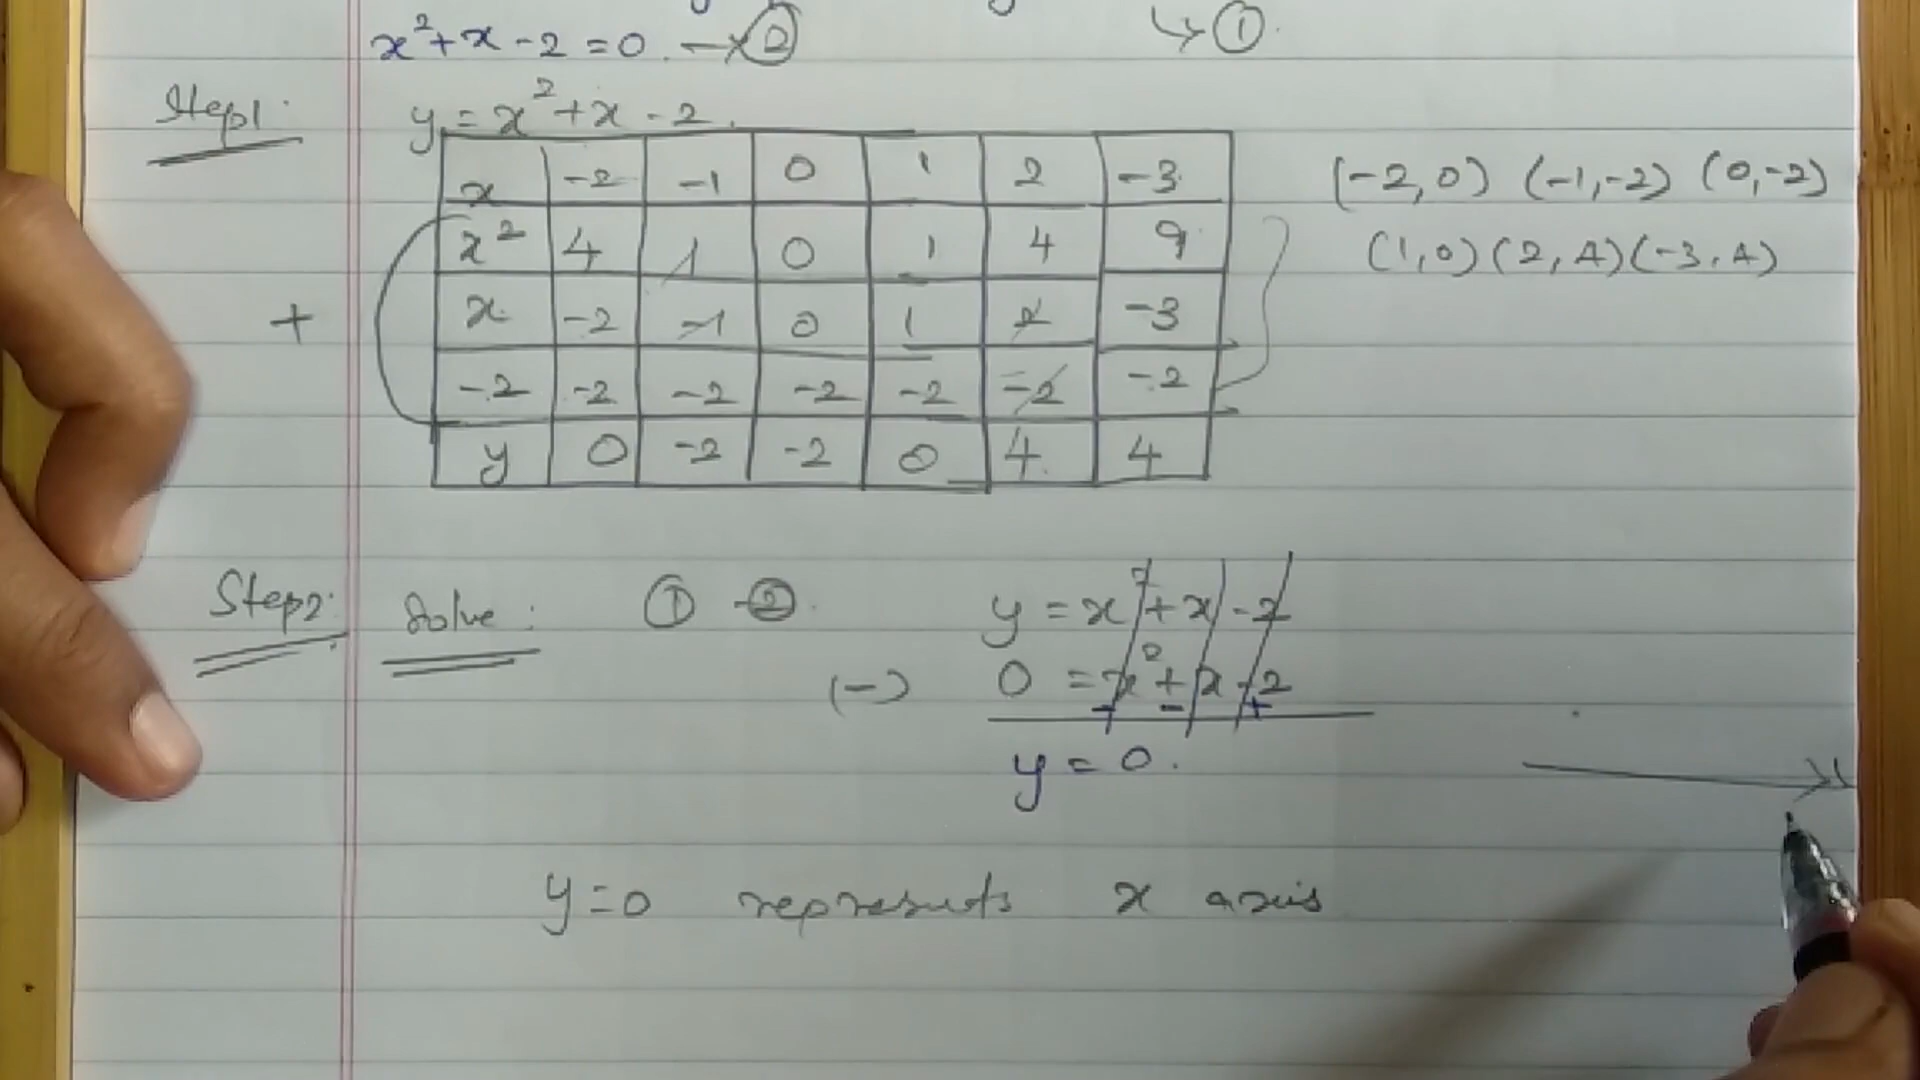 x²+x-2=0. → ②
↳ ①.
Step1:
y=x²+x-2.
x -2 -1 0 1 2 -3
x² 4 1 0 1 4 9
+ x -2 -1 0 1 2 -3
-2 -2 -2 -2 -2 -2 -2
y 0 -2 -2 0 4 4
(-2,0) (-1,-2) (0,-2)
(1,0) (2,4) (-3,4)
Step2: Solve: ① - ②.
y = x²+x-2
(-) 0 = x²+x-2
- - +
y = 0.
y=0 represents x axis